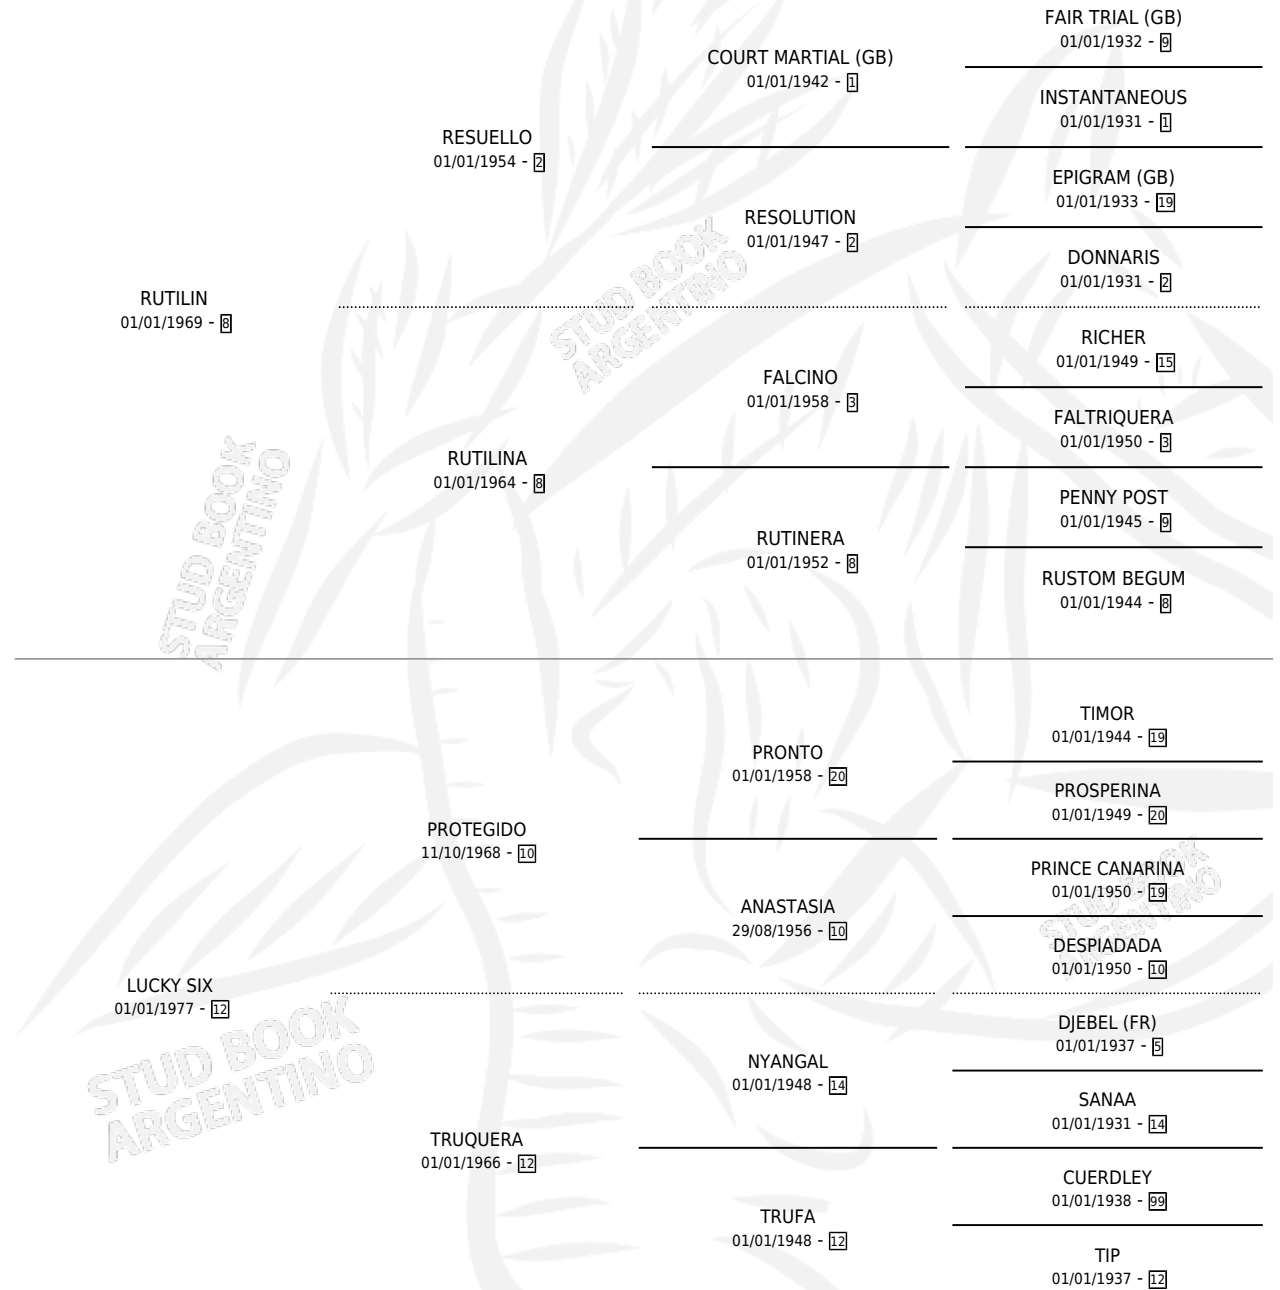 FAIR TRIAL (GB)
01/01/1932 - 9
COURT MARTIAL (GB)
01/01/1942 - 1
INSTANTANEOUS
01/01/1931 - 1
RESUELLO
01/01/1954 - 2
EPIGRAM (GB)
01/01/1933 - 19
RESOLUTION
01/01/1947 - 2
DONNARIS
01/01/1931 - 2
RUTILIN
01/01/1969 - 8
RICHER
01/01/1949 - 15
FALCINO
01/01/1958 - 3
FALTRIQUERA
01/01/1950 - 3
RUTILINA
01/01/1964 - 8
PENNY POST
01/01/1945 - 9
RUTINERA
01/01/1952 - 8
RUSTOM BEGUM
01/01/1944 - 8
STUD BOOK
ARGENTINO
STUD BOOK
ARGENTINO
TIMOR
01/01/1944 - 19
PRONTO
01/01/1958 - 20
PROSPERINA
01/01/1949 - 20
PROTEGIDO
11/10/1968 - 10
PRINCE CANARINA
01/01/1950 - 19
ANASTASIA
29/08/1956 - 10
DESPIADADA
01/01/1950 - 10
LUCKY SIX
01/01/1977 - 12
DJEBEL (FR)
01/01/1937 - 5
NYANGAL
01/01/1948 - 14
SANAA
01/01/1931 - 14
TRUQUERA
01/01/1966 - 12
CUERDLEY
01/01/1938 - 99
TRUFA
01/01/1948 - 12
TIP
01/01/1937 - 12
STUD BOOK
ARGENTINO
STUD BOOK
ARGENTINO